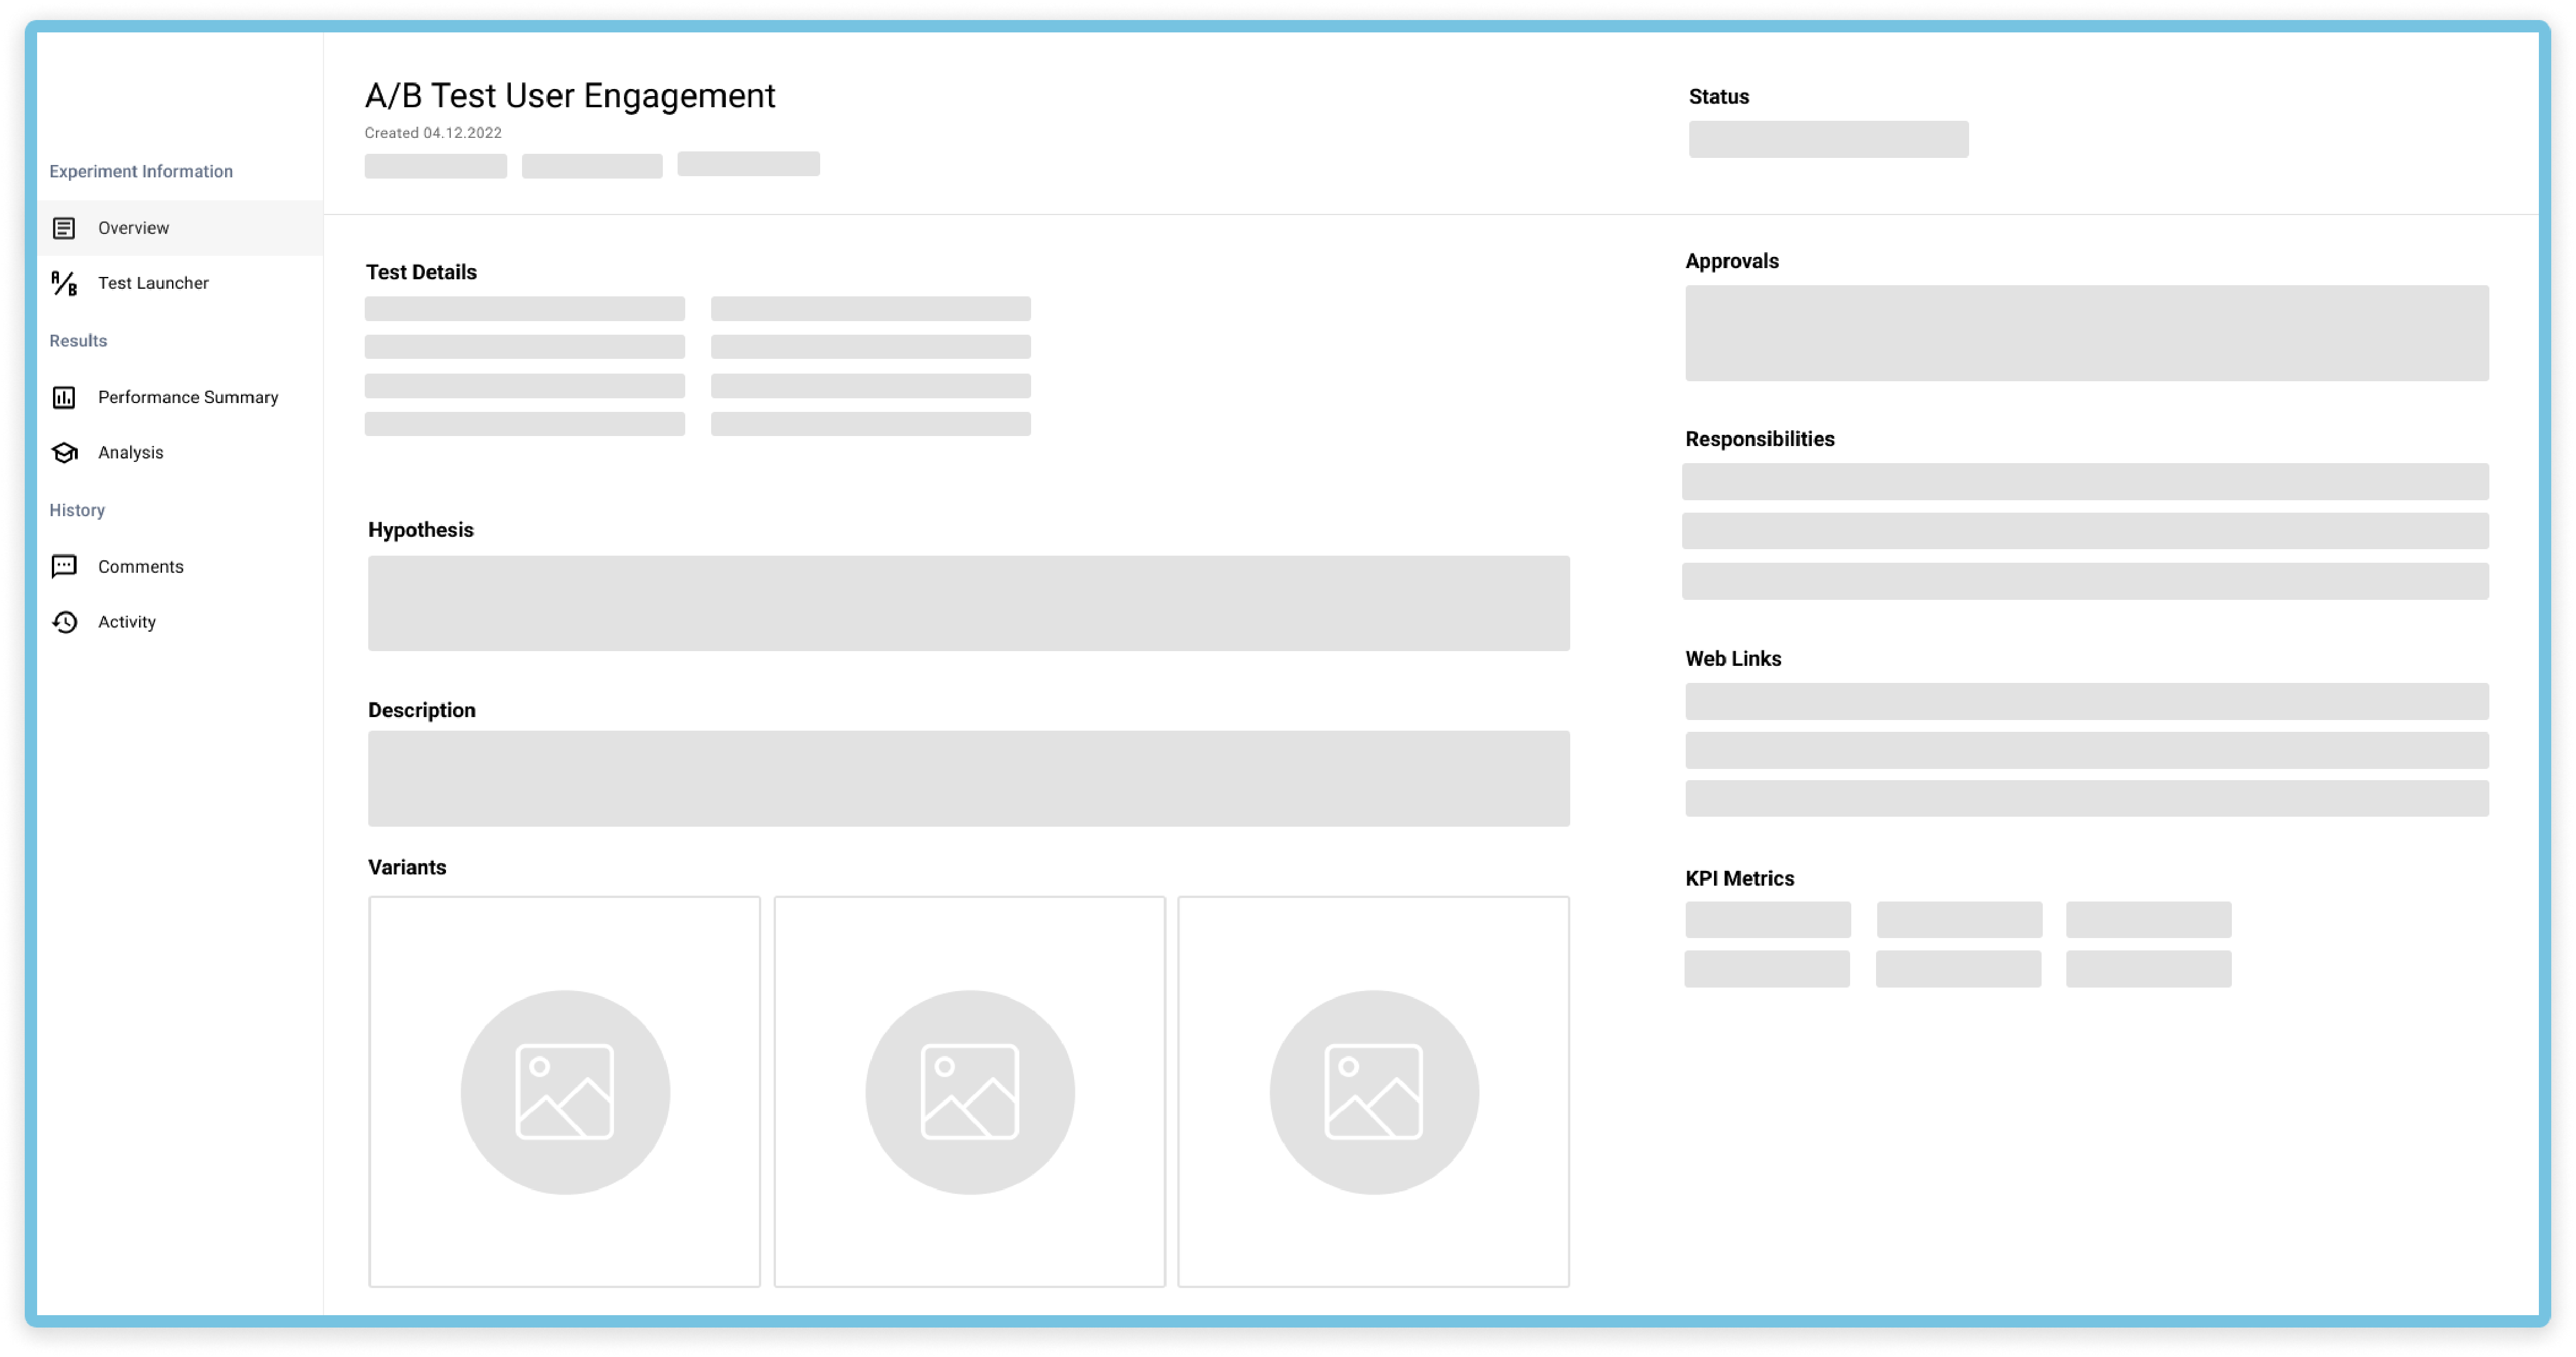 Experiment Information
Overview
A/B
Test Launcher
Results
Performance Summary
Analysis
History
Comments
Activity
A/B Test User Engagement
Created 04.12.2022
Test Details
Hypothesis
Description
Variants
Status
Approvals
Responsibilities
Web Links
KPI Metrics